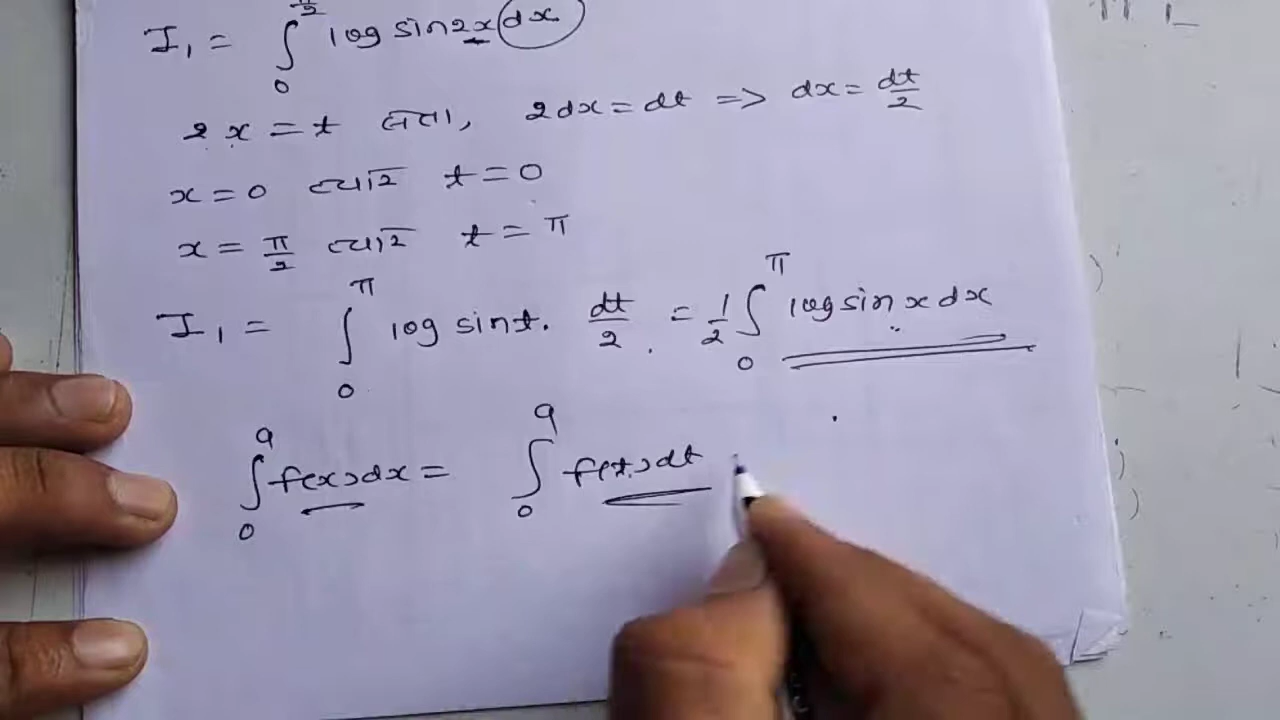 I₁ = ∫₀^(π/2) log sin2x dx
2x = t લેતા, 2dx = dt => dx = dt/2
x = 0 ત્યારે t = 0
x = π/2 ત્યારે t = π
I₁ = ∫₀^π log sint. dt/2 = 1/2 ∫₀^π log sin x dx
∫₀^a f(x)dx = ∫₀^a f(t)dt